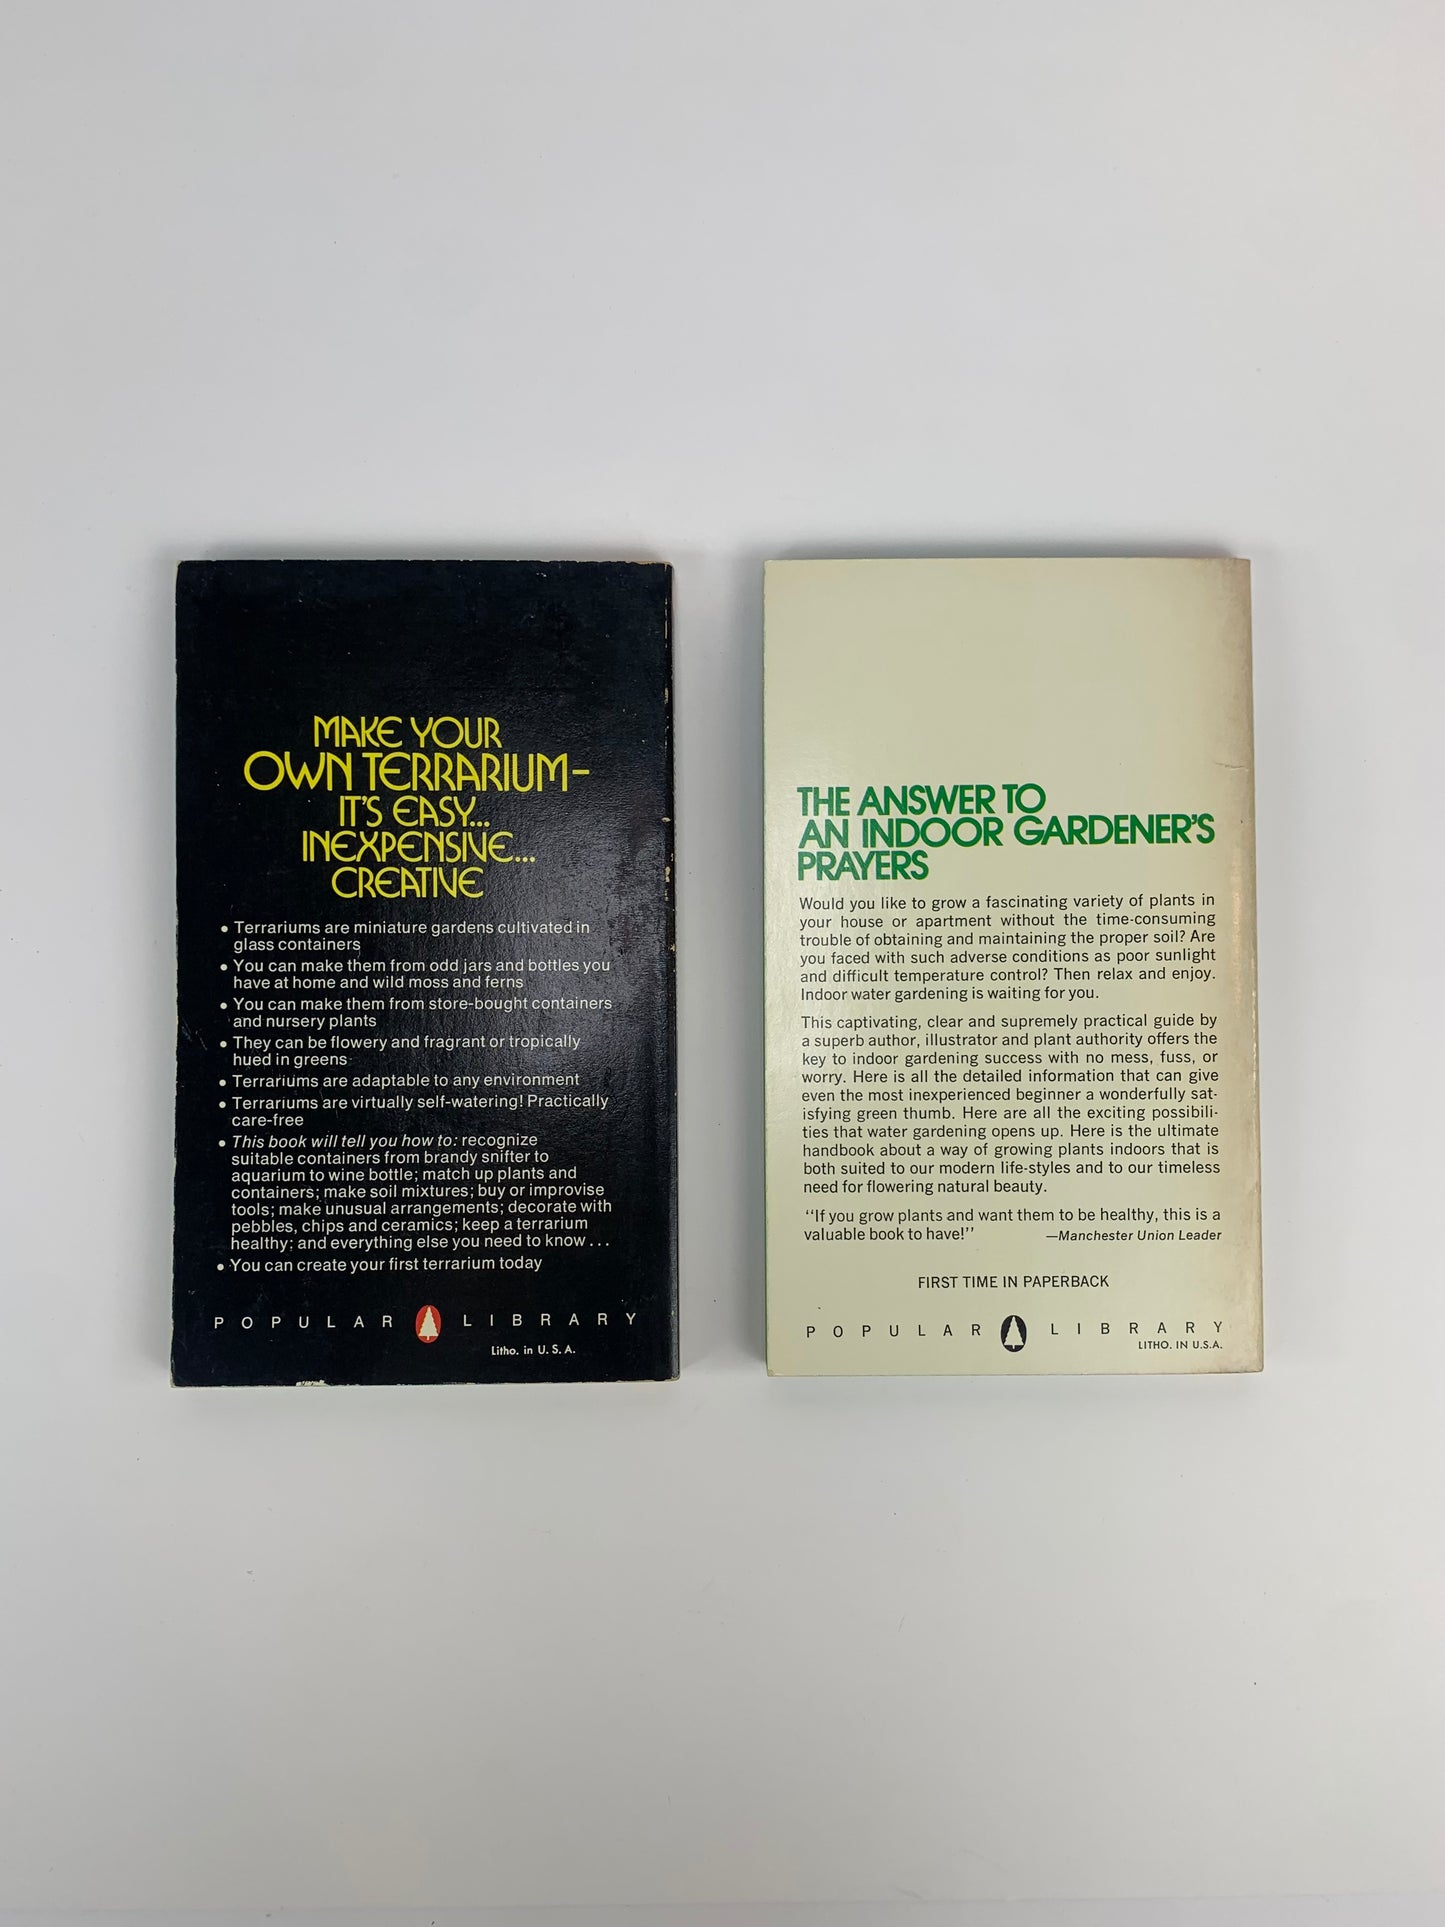 MAKE YOUR
OWN TERRARIUM–
IT'S EASY...
INEXPENSIVE...
CREATIVE
• Terrariums are miniature gardens cultivated in
glass containers
• You can make them from odd jars and bottles you
have at home and wild moss and ferns
• You can make them from store-bought containers
and nursery plants
• They can be flowery and fragrant or tropically
hued in greens
• Terrariums are adaptable to any environment
• Terrariums are virtually self-watering! Practically
care-free
• This book will tell you how to: recognize
suitable containers from brandy snifter to
aquarium to wine bottle; match up plants and
containers; make soil mixtures; buy or improvise
tools; make unusual arrangements; decorate with
pebbles, chips and ceramics; keep a terrarium
healthy; and everything else you need to know . . .
• You can create your first terrarium today
POPULAR LIBRARY
Litho. in U. S. A.
THE ANSWER TO
AN INDOOR GARDENER'S
PRAYERS
Would you like to grow a fascinating variety of plants in
your house or apartment without the time-consuming
trouble of obtaining and maintaining the proper soil? Are
you faced with such adverse conditions as poor sunlight
and difficult temperature control? Then relax and enjoy.
Indoor water gardening is waiting for you.
This captivating, clear and supremely practical guide by
a superb author, illustrator and plant authority offers the
key to indoor gardening success with no mess, fuss, or
worry. Here is all the detailed information that can give
even the most inexperienced beginner a wonderfully sat-
isfying green thumb. Here are all the exciting possibili-
ties that water gardening opens up. Here is the ultimate
handbook about a way of growing plants indoors that is
both suited to our modern life-styles and to our timeless
need for flowering natural beauty.
"If you grow plants and want them to be healthy, this is a
valuable book to have!" —Manchester Union Leader
FIRST TIME IN PAPERBACK
POPULAR LIBRARY
LITHO. IN U.S.A.